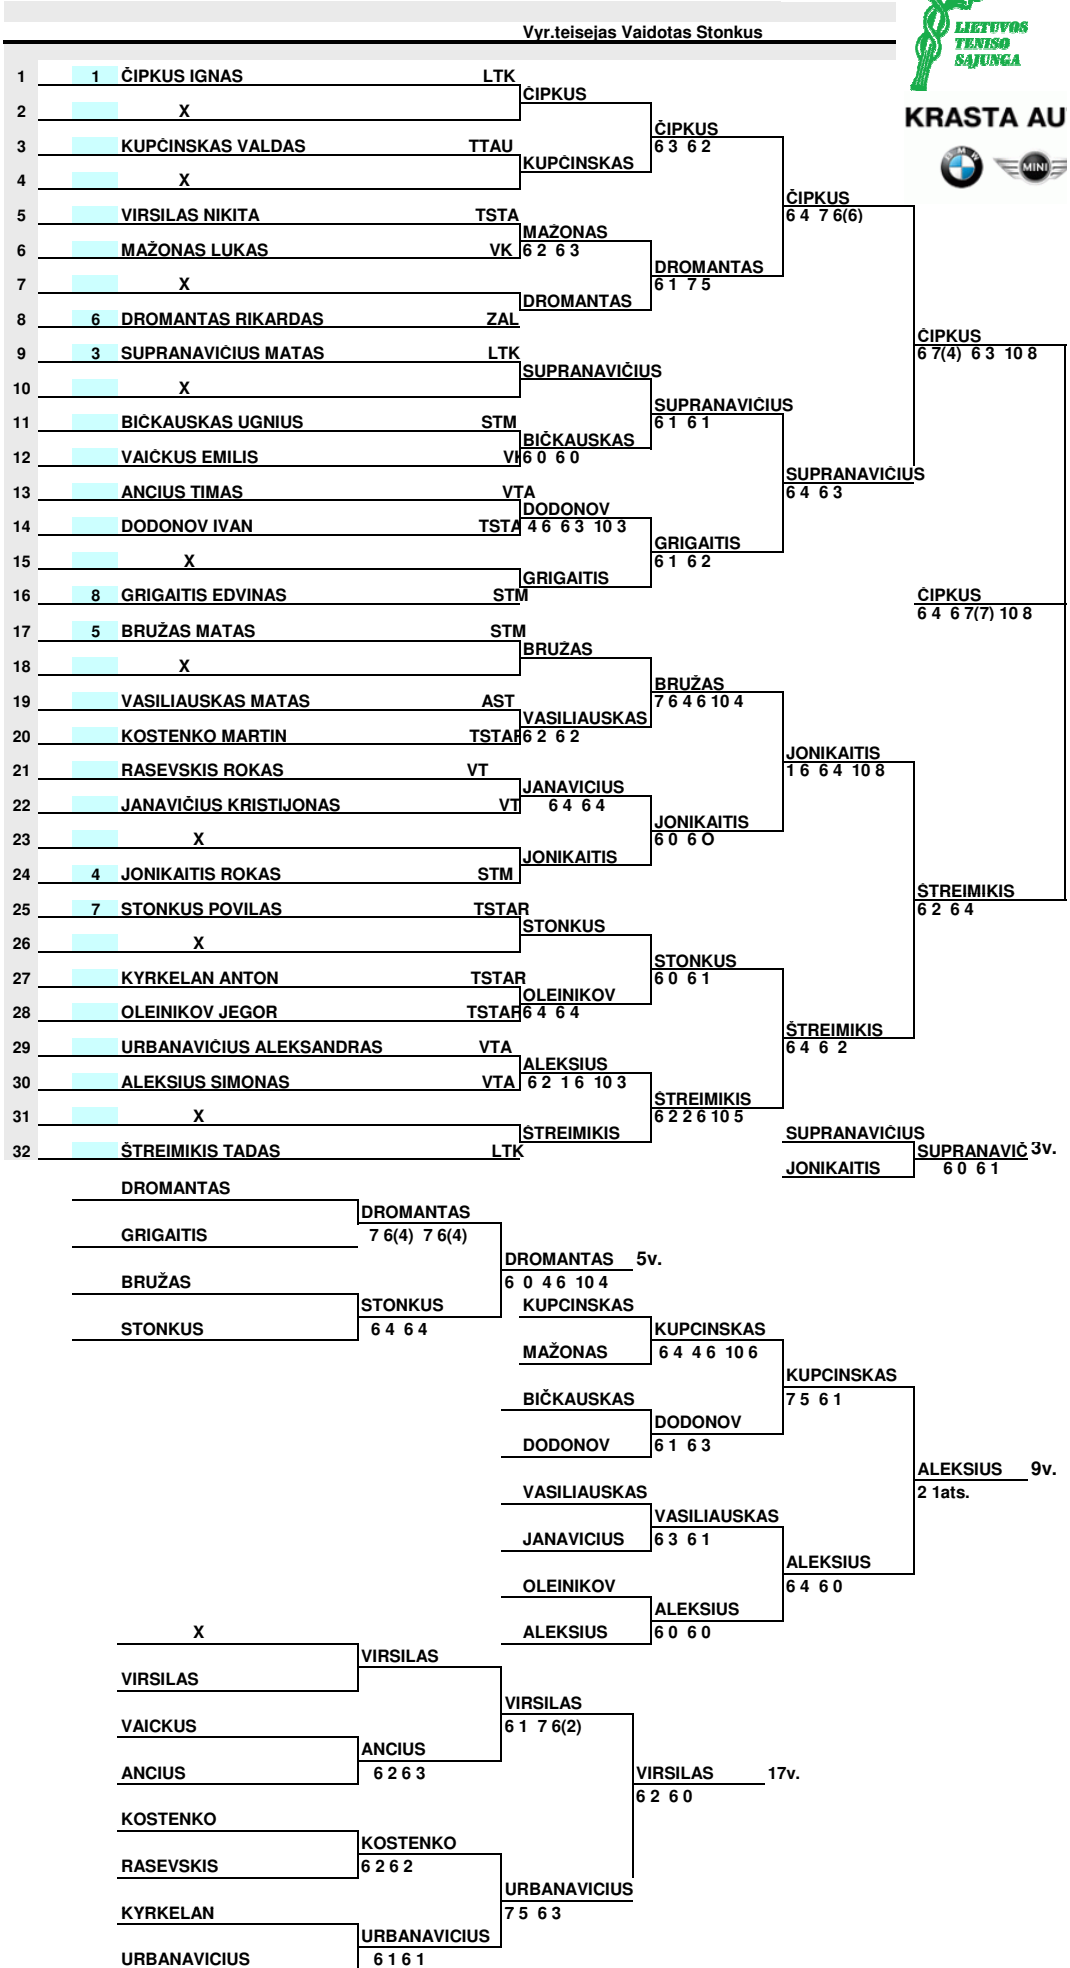 Vyr.teisejas Vaidotas Stonkus
LIETUVOS
TENISO
SĄJUNGA
KRASTA AU
BMW
MINI
1 1 ČIPKUS IGNAS LTK
ČIPKUS
2 X
ČIPKUS
3 KUPČINSKAS VALDAS TTAU 6 3 6 2
KUPČINSKAS
4 X
ČIPKUS
5 VIRSILAS NIKITA TSTA 6 4 7 6(6)
MAŽONAS
6 MAŽONAS LUKAS VK 6 2 6 3
DROMANTAS
7 X 6 1 7 5
DROMANTAS
8 6 DROMANTAS RIKARDAS ZAL
ČIPKUS
9 3 SUPRANAVIČIUS MATAS LTK 6 7(4) 6 3 10 8
SUPRANAVIČIUS
10 X
SUPRANAVIČIUS
11 BIČKAUSKAS UGNIUS STM 6 1 6 1
BIČKAUSKAS
12 VAIČKUS EMILIS VK 6 0 6 0
SUPRANAVIČIUS
13 ANCIUS TIMAS VTA 6 4 6 3
DODONOV
14 DODONOV IVAN TSTA 4 6 6 3 10 3
GRIGAITIS
15 X 6 1 6 2
GRIGAITIS
16 8 GRIGAITIS EDVINAS STM ČIPKUS
6 4 6 7(7) 10 8
17 5 BRUŽAS MATAS STM
BRUŽAS
18 X
BRUŽAS
19 VASILIAUSKAS MATAS AST 7 6 4 6 10 4
VASILIAUSKAS
20 KOSTENKO MARTIN TSTAR 6 2 6 2
JONIKAITIS
21 RASEVSKIS ROKAS VT 1 6 6 4 10 8
JANAVICIUS
22 JANAVIČIUS KRISTIJONAS VT 6 4 6 4
JONIKAITIS
23 X 6 0 6 O
JONIKAITIS
24 4 JONIKAITIS ROKAS STM
ŠTREIMIKIS
25 7 STONKUS POVILAS TSTAR 6 2 6 4
STONKUS
26 X
STONKUS
27 KYRKELAN ANTON TSTAR 6 0 6 1
OLEINIKOV
28 OLEINIKOV JEGOR TSTAR 6 4 6 4
ŠTREIMIKIS
29 URBANAVIČIUS ALEKSANDRAS VTA 6 4 6 2
ALEKSIUS
30 ALEKSIUS SIMONAS VTA 6 2 1 6 10 3
ŠTREIMIKIS
31 X 6 2 2 6 10 5
ŠTREIMIKIS SUPRANAVIČIUS
32 ŠTREIMIKIS TADAS LTK SUPRANAVIČ 3v.
JONIKAITIS 6 0 6 1
DROMANTAS
DROMANTAS
GRIGAITIS 7 6(4) 7 6(4)
DROMANTAS 5v.
BRUŽAS 6 0 4 6 10 4
STONKUS KUPCINSKAS
STONKUS 6 4 6 4 KUPCINSKAS
MAŽONAS 6 4 4 6 10 6
KUPCINSKAS
BIČKAUSKAS 7 5 6 1
DODONOV
DODONOV 6 1 6 3
ALEKSIUS 9v.
VASILIAUSKAS 2 1ats.
VASILIAUSKAS
JANAVICIUS 6 3 6 1
ALEKSIUS
OLEINIKOV 6 4 6 0
ALEKSIUS
X ALEKSIUS 6 0 6 0
VIRSILAS
VIRSILAS
VIRSILAS
VAICKUS 6 1 7 6(2)
ANCIUS
ANCIUS 6 2 6 3 VIRSILAS 17v.
6 2 6 0
KOSTENKO
KOSTENKO
RASEVSKIS 6 2 6 2
URBANAVICIUS
KYRKELAN 7 5 6 3
URBANAVICIUS
URBANAVICIUS 6 1 6 1